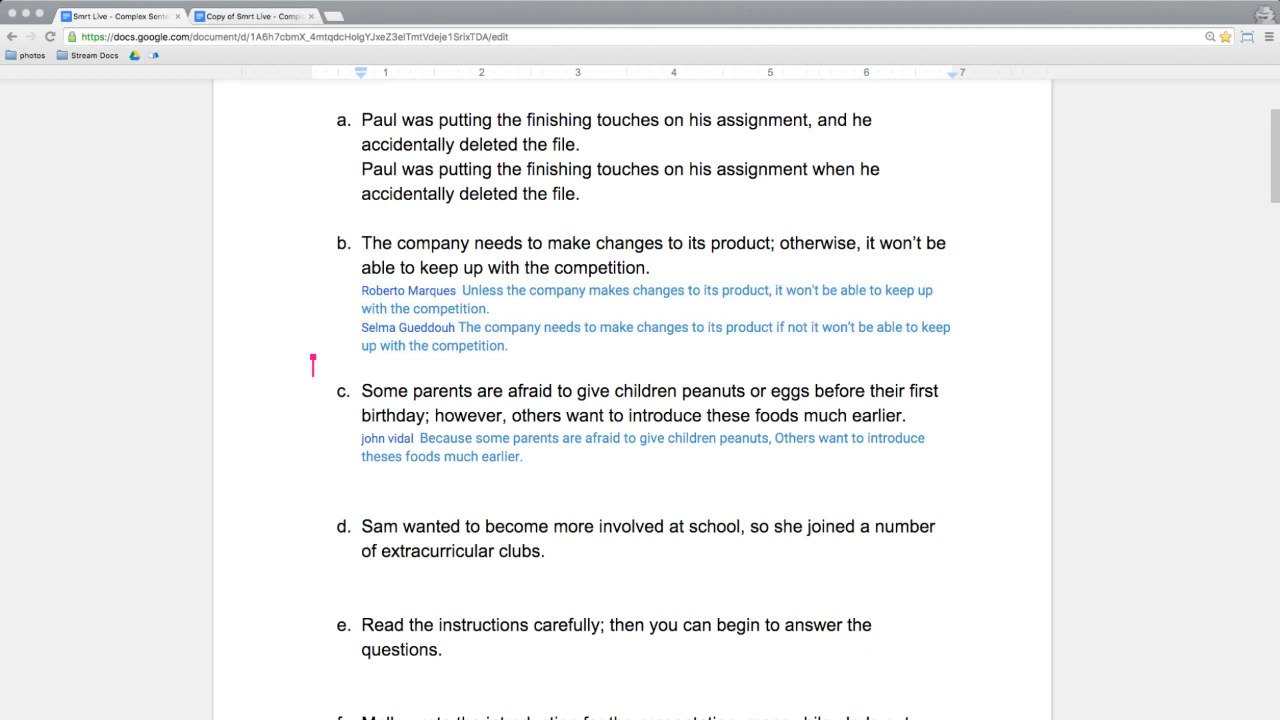 Smrt Live - Complex Sente
Copy of Smrt Live - Comple
https://docs.google.com/document/d/1A6h7cbmX_4mtqdcHolgYJxeZ3elTmtVdeje1SrixTDA/edit
photos Stream Docs
1 2 3 4 5 6 7
a. Paul was putting the finishing touches on his assignment, and he
accidentally deleted the file.
Paul was putting the finishing touches on his assignment when he
accidentally deleted the file.
b. The company needs to make changes to its product; otherwise, it won’t be
able to keep up with the competition.
Roberto Marques Unless the company makes changes to its product, it won't be able to keep up
with the competition.
Selma Gueddouh The company needs to make changes to its product if not it won’t be able to keep
up with the competition.
c. Some parents are afraid to give children peanuts or eggs before their first
birthday; however, others want to introduce these foods much earlier.
john vidal Because some parents are afraid to give children peanuts, Others want to introduce
theses foods much earlier.
d. Sam wanted to become more involved at school, so she joined a number
of extracurricular clubs.
e. Read the instructions carefully; then you can begin to answer the
questions.